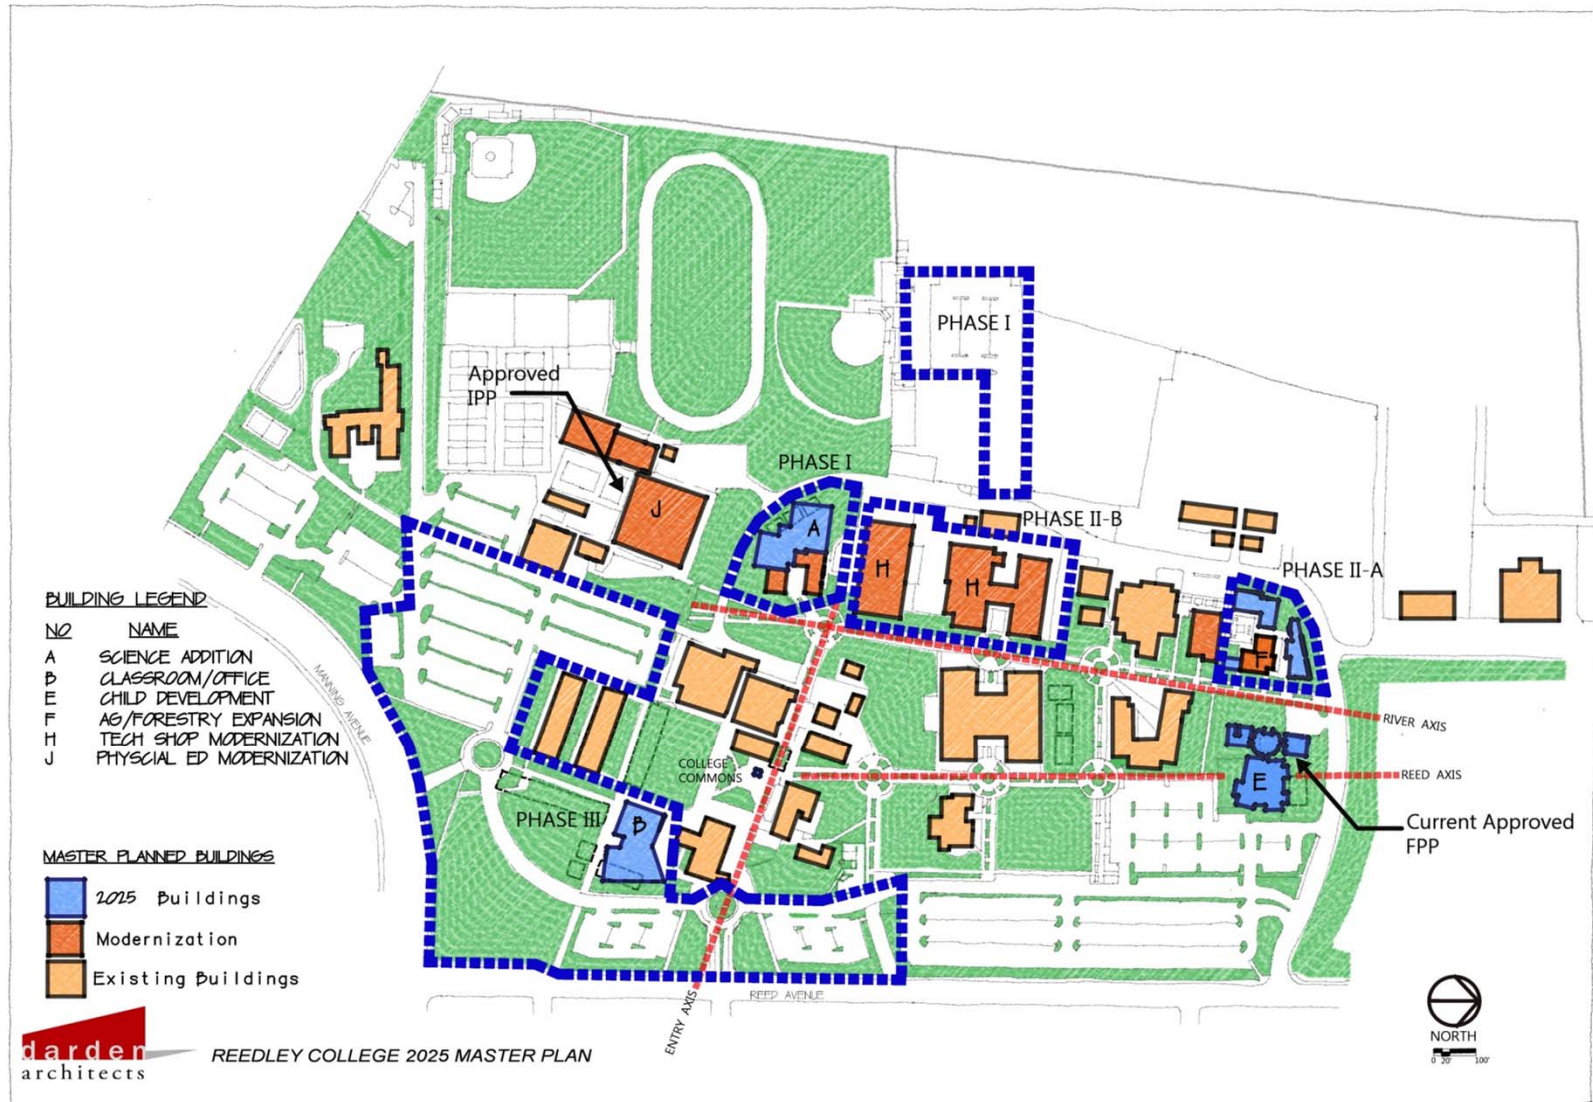 PHASE I
Approved
IPP
PHASE I
J
A
H
H
PHASE II-B
PHASE II-A
F
BUILDING LEGEND
NO NAME
A SCIENCE ADDITION
B CLASSROOM/OFFICE
E CHILD DEVELOPMENT
F AG/FORESTRY EXPANSION
H TECH SHOP MODERNIZATION
J PHYSCIAL ED MODERNIZATION
MANNING AVENUE
RIVER AXIS
COLLEGE
COMMONS
REED AXIS
E
PHASE III
B
Current Approved
FPP
MASTER PLANNED BUILDINGS
2025 Buildings
Modernization
Existing Buildings
REED AVENUE
ENTRY AXIS
NORTH
0 20' 100'
darden
architects
REEDLEY COLLEGE 2025 MASTER PLAN